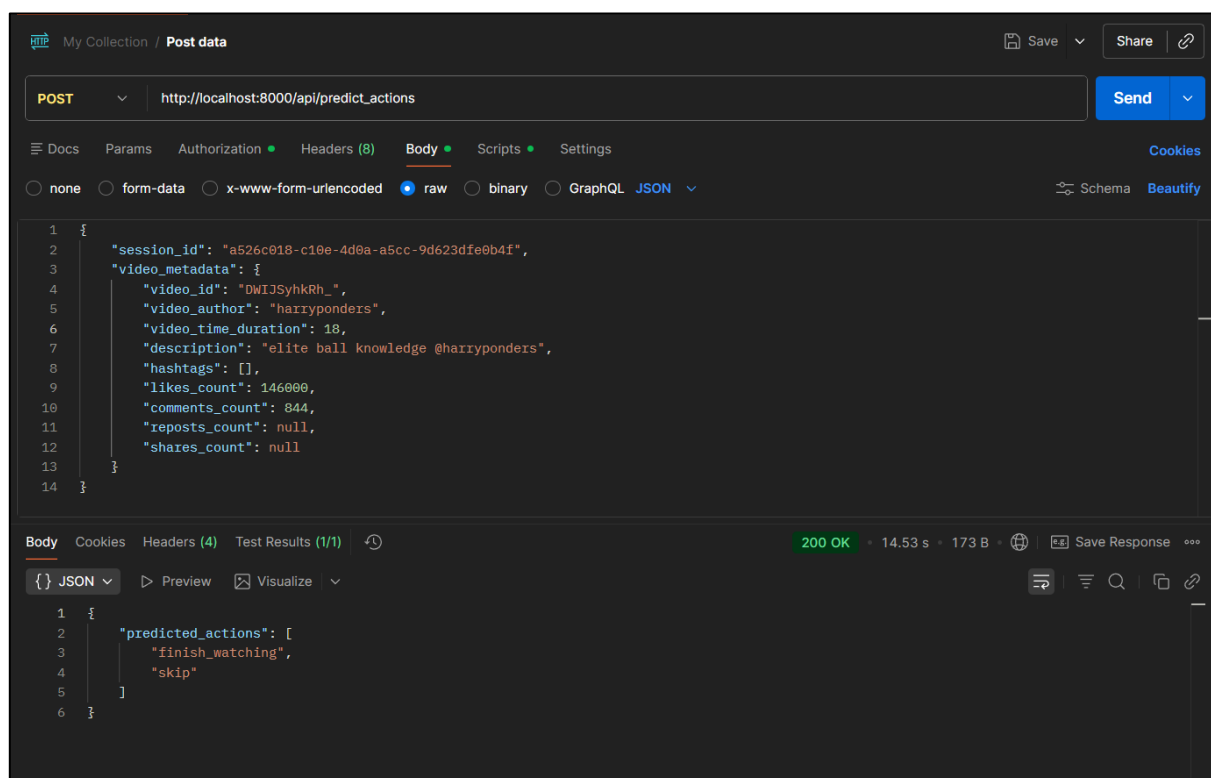 HTTP My Collection / Post data Save Share
POST http://localhost:8000/api/predict_actions Send
Docs Params Authorization Headers (8) Body Scripts Settings Cookies
none form-data x-www-form-urlencoded raw binary GraphQL JSON Schema Beautify
1 {
2 "session_id": "a526c018-c10e-4d0a-a5cc-9d623dfe0b4f",
3 "video_metadata": {
4 "video_id": "DWIJSyhkRh_",
5 "video_author": "harryponders",
6 "video_time_duration": 18,
7 "description": "elite ball knowledge @harryponders",
8 "hashtags": [],
9 "likes_count": 146000,
10 "comments_count": 844,
11 "reposts_count": null,
12 "shares_count": null
13 }
14 }
Body Cookies Headers (4) Test Results (1/1) 200 OK • 14.53 s • 173 B • e.g. Save Response
{} JSON Preview Visualize
1 {
2 "predicted_actions": [
3 "finish_watching",
4 "skip"
5 ]
6 }